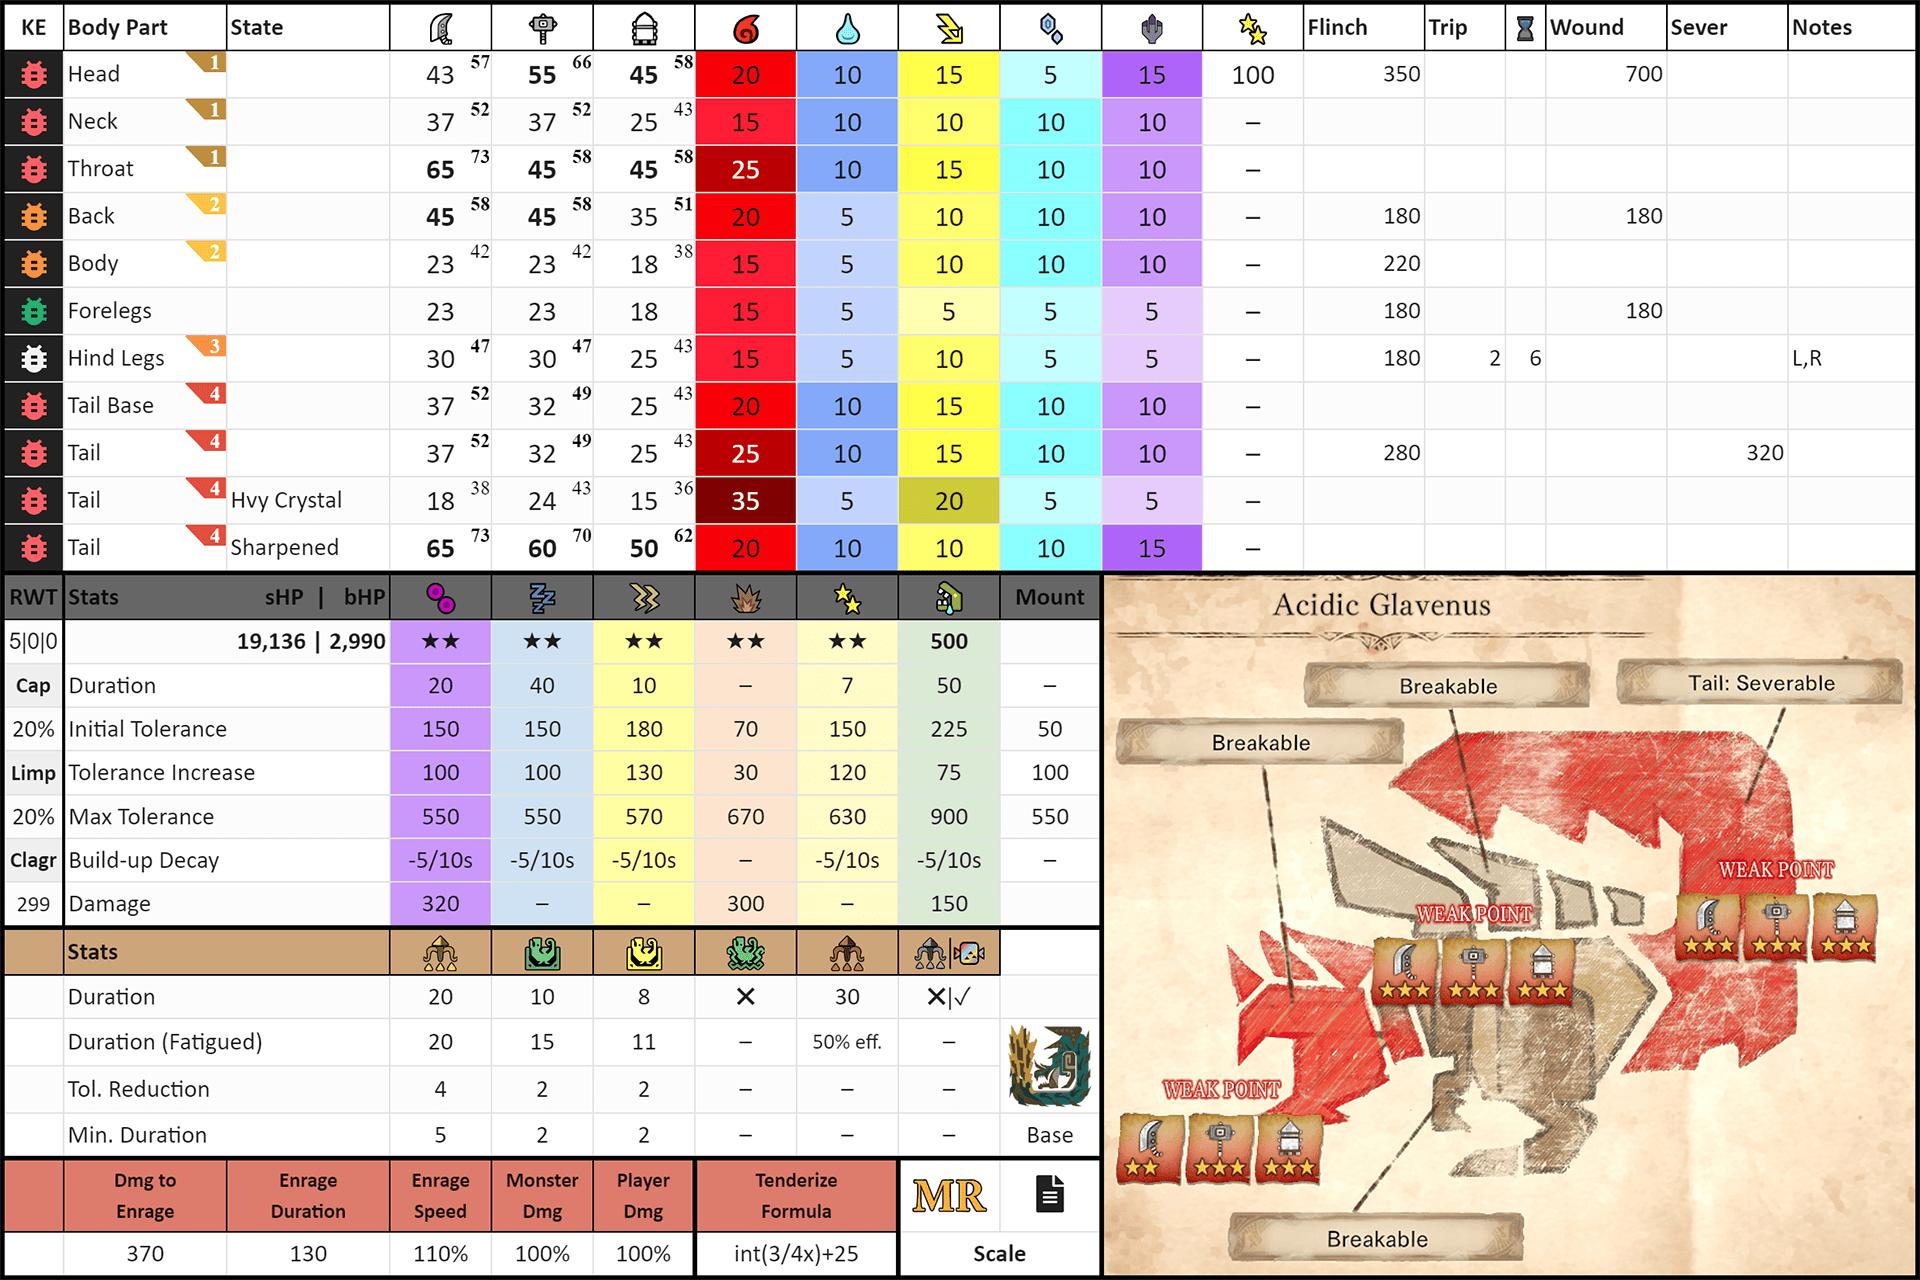 KE Body Part State Flinch Trip Wound Sever Notes
Head 1 43 57 55 66 45 58 20 10 15 5 15 100 350 700
Neck 1 37 52 37 52 25 43 15 10 10 10 10 –
Throat 1 65 73 45 58 45 58 25 10 15 10 10 –
Back 2 45 58 45 58 35 51 20 5 10 10 10 – 180 180
Body 2 23 42 23 42 18 38 15 5 10 10 10 – 220
Forelegs 23 23 18 15 5 5 5 5 – 180 180
Hind Legs 3 30 47 30 47 25 43 15 5 10 5 5 – 180 2 6 L,R
Tail Base 4 37 52 32 49 25 43 20 10 15 10 10 –
Tail 4 37 52 32 49 25 43 25 10 15 10 10 – 280 320
Tail 4 Hvy Crystal 18 38 24 43 15 36 35 5 20 5 5 –
Tail 4 Sharpened 65 73 60 70 50 62 20 10 10 10 15 –
RWT Stats sHP | bHP Mount
5|0|0 19,136 | 2,990 ★★ ★★ ★★ ★★ ★★ 500
Cap Duration 20 40 10 – 7 50 –
20% Initial Tolerance 150 150 180 70 150 225 50
Limp Tolerance Increase 100 100 130 30 120 75 100
20% Max Tolerance 550 550 570 670 630 900 550
Clagr Build-up Decay -5/10s -5/10s -5/10s – -5/10s -5/10s –
299 Damage 320 – – 300 – 150
Stats
Duration 20 10 8 ✕ 30 ✕|✓
Duration (Fatigued) 20 15 11 – 50% eff. –
Tol. Reduction 4 2 2 – – –
Min. Duration 5 2 2 – – – Base
Dmg to Enrage Enrage Duration Enrage Speed Monster Dmg Player Dmg Tenderize Formula MR
370 130 110% 100% 100% int(3/4x)+25 Scale
Acidic Glavenus
Breakable
Tail: Severable
Breakable
WEAK POINT
WEAK POINT
WEAK POINT
Breakable